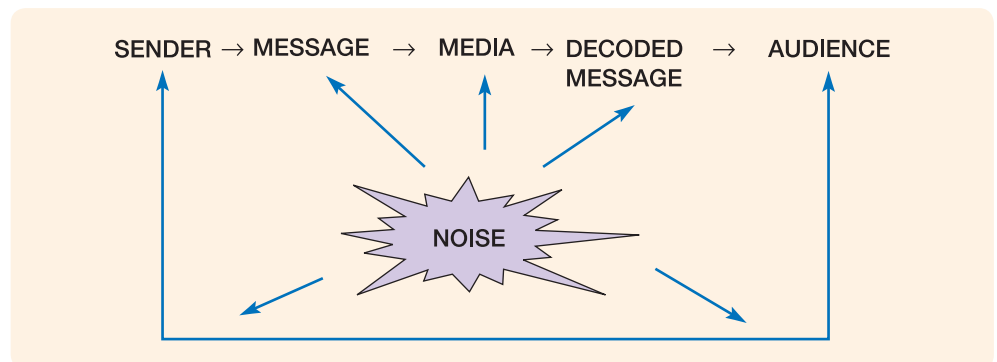 SENDER → MESSAGE → MEDIA → DECODED → AUDIENCE
MESSAGE
NOISE